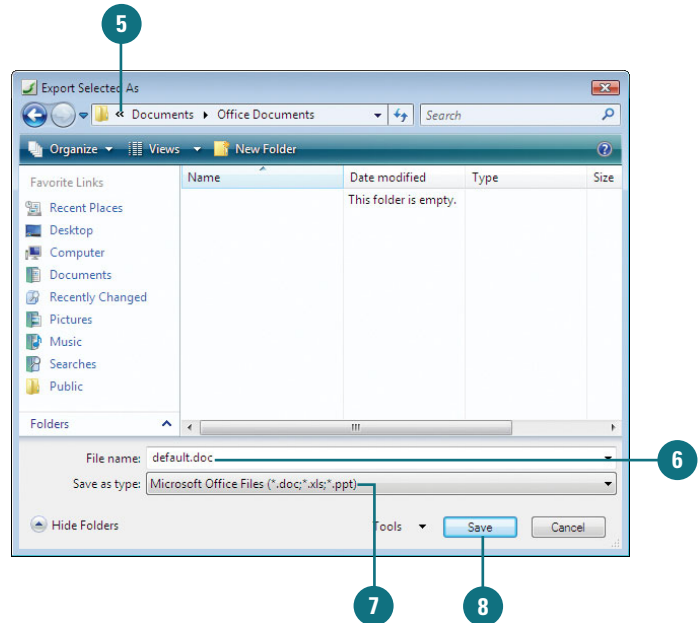 5
Export Selected As
« Documents Office Documents Search
Organize Views New Folder
Favorite Links Name Date modified Type Size
Recent Places This folder is empty.
Desktop
Computer
Documents
Recently Changed
Pictures
Music
Searches
Public
Folders
File name: default.doc 6
Save as type: Microsoft Office Files (*.doc;*.xls;*.ppt)
Hide Folders Tools Save Cancel
7 8